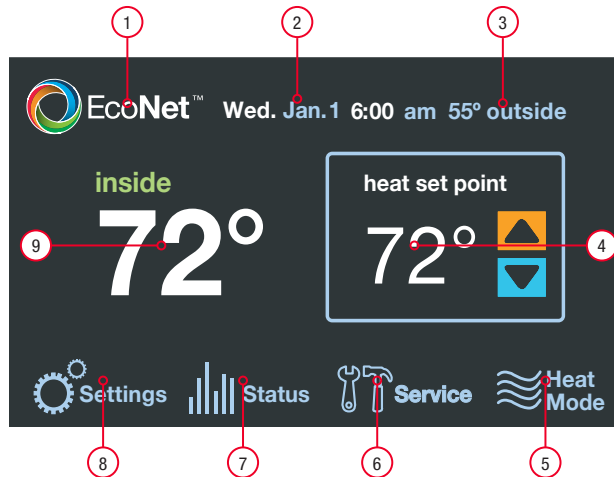 1 2 3
EcoNet™ Wed. Jan.1 6:00 am 55° outside
inside
heat set point
9 72°
72° 4
Settings Status Service Heat Mode
8 7 6 5